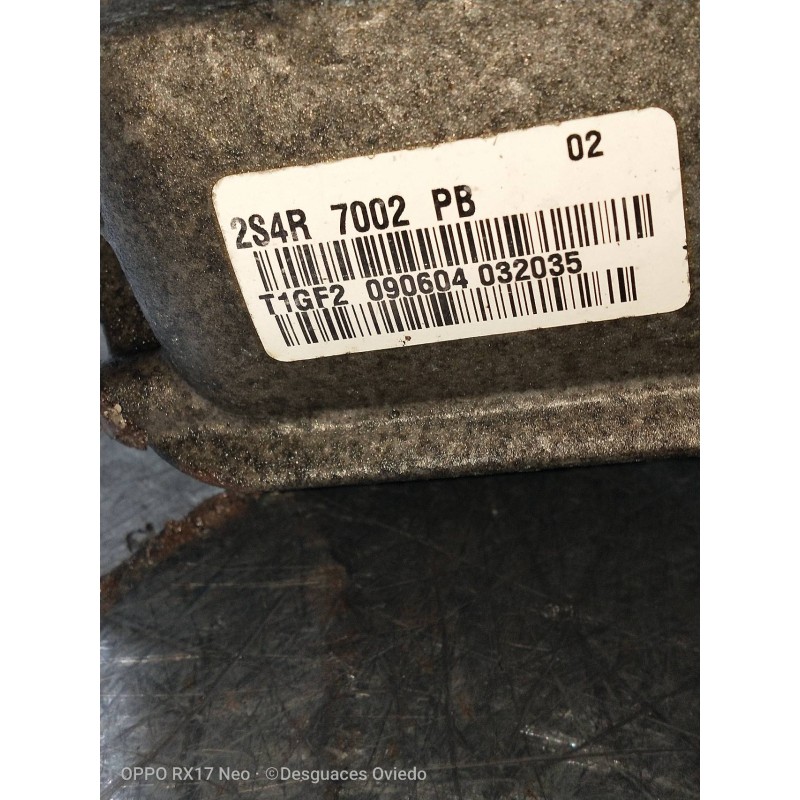 02
2S4R 7002 PB
T1GF2 090604 032035
OPPO RX17 Neo · ©Desguaces Oviedo